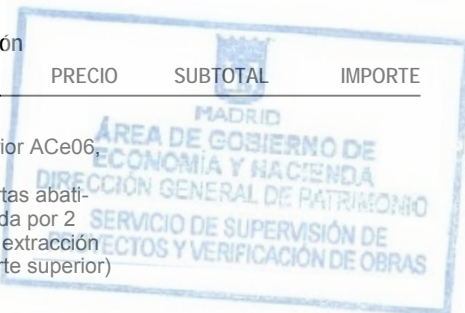 ón
PRECIO SUBTOTAL IMPORTE
MADRID
ÁREA DE GOBIERNO DE
ECONOMÍA Y HACIENDA
DIRECCIÓN GENERAL DE PATRIMONIO
SERVICIO DE SUPERVISIÓN DE
PROYECTOS Y VERIFICACIÓN DE OBRAS
ior ACe06,
rtas abati-
da por 2
extracción
rte superior)